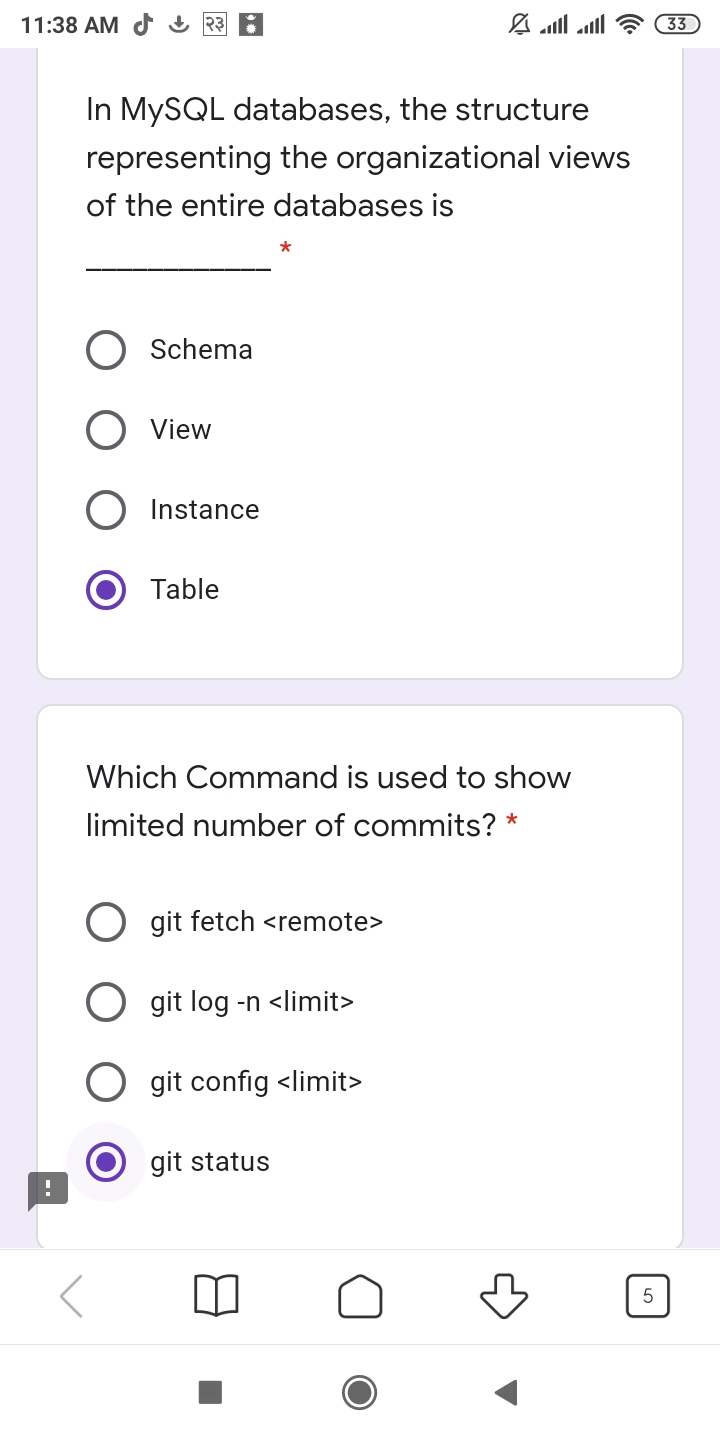 11:38 AM २३ 33
In MySQL databases, the structure
representing the organizational views
of the entire databases is
____________ *
Schema
View
Instance
Table
Which Command is used to show
limited number of commits? *
git fetch <remote>
git log -n <limit>
git config <limit>
git status
5